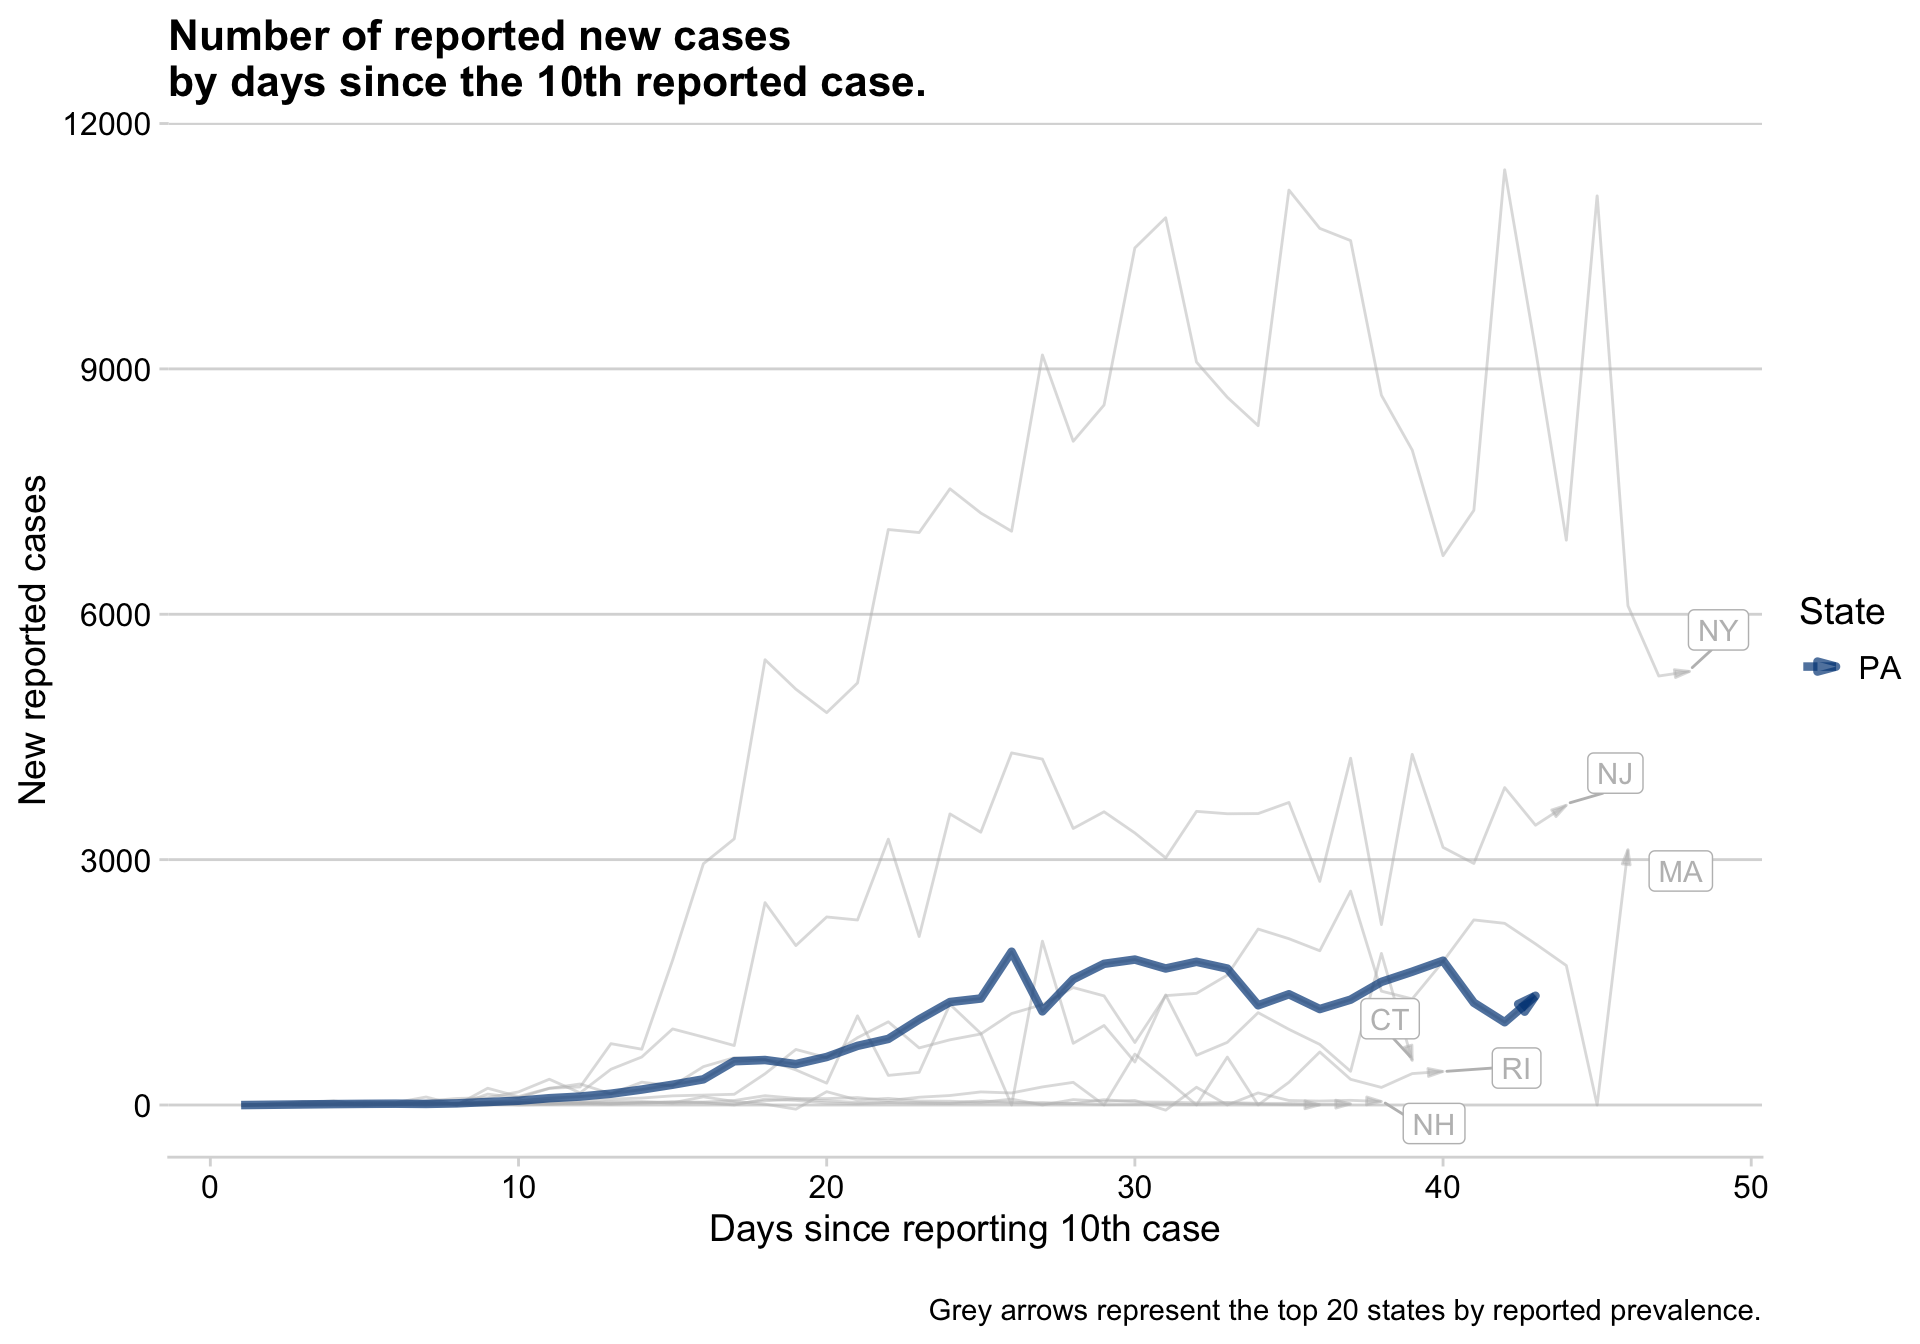 Number of reported new cases
by days since the 10th reported case.
12000
9000
6000
3000
0
New reported cases
NY
NJ
MA
CT
RI
NH
State
PA
0 10 20 30 40 50
Days since reporting 10th case
Grey arrows represent the top 20 states by reported prevalence.